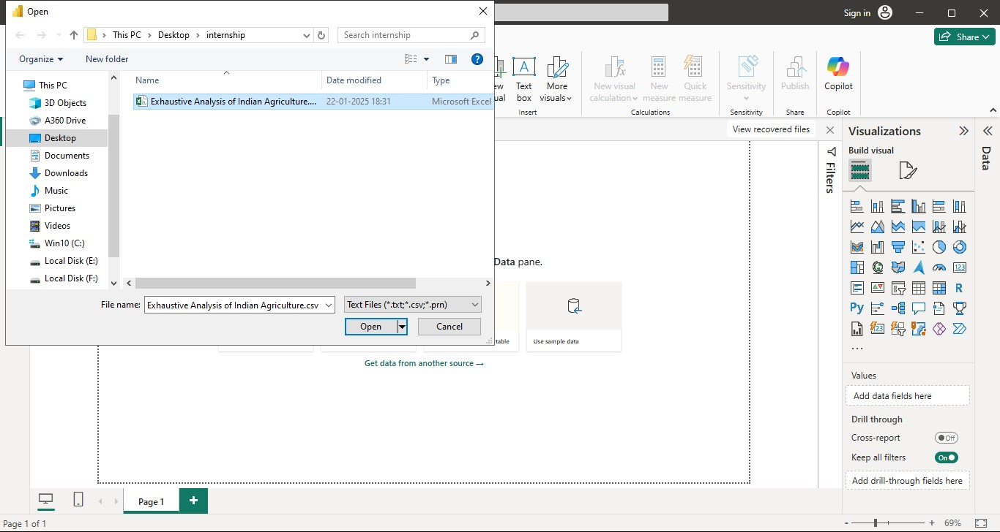 Open
Sign in
This PC
Desktop
internship
Search internship
Share
Organize
New folder
Name
Date modified
Type
This PC
3D Objects
A360 Drive
Desktop
Documents
Downloads
Music
Pictures
Videos
Win10 (C:)
Local Disk (E:)
Local Disk (F:)
Exhaustive Analysis of Indian Agriculture....
22-01-2025 18:31
Microsoft Excel
File name:
Exhaustive Analysis of Indian Agriculture.csv
Text Files (*.txt;*.csv;*.prn)
Open
Cancel
ew
ual
Text
box
A
More
visuals
Insert
New visual
calculation
New
measure
Quick
measure
Calculations
Sensitivity
Sensitivity
Publish
Share
Copilot
Copilot
View recovered files
Filters
Data pane.
table
Use sample data
Get data from another source →
Visualizations
Build visual
Data
123
R
Py
123
...
Values
Add data fields here
Drill through
Cross-report
Off
Keep all filters
On
Add drill-through fields here
Page 1
+
Page 1 of 1
- + 69%